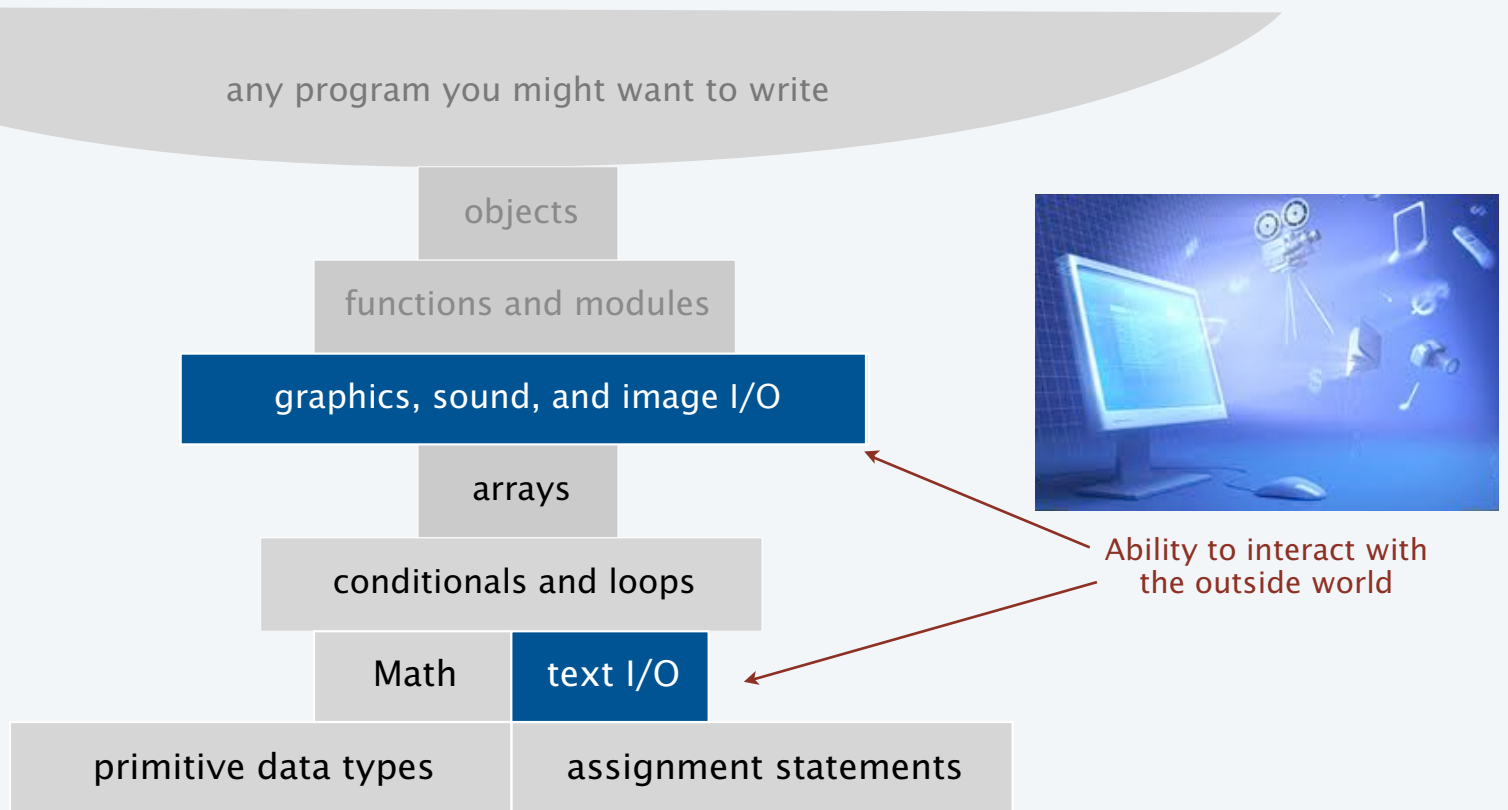 any program you might want to write
objects
functions and modules
graphics, sound, and image I/O
arrays
conditionals and loops
Math
text I/O
primitive data types
assignment statements
Ability to interact with
the outside world